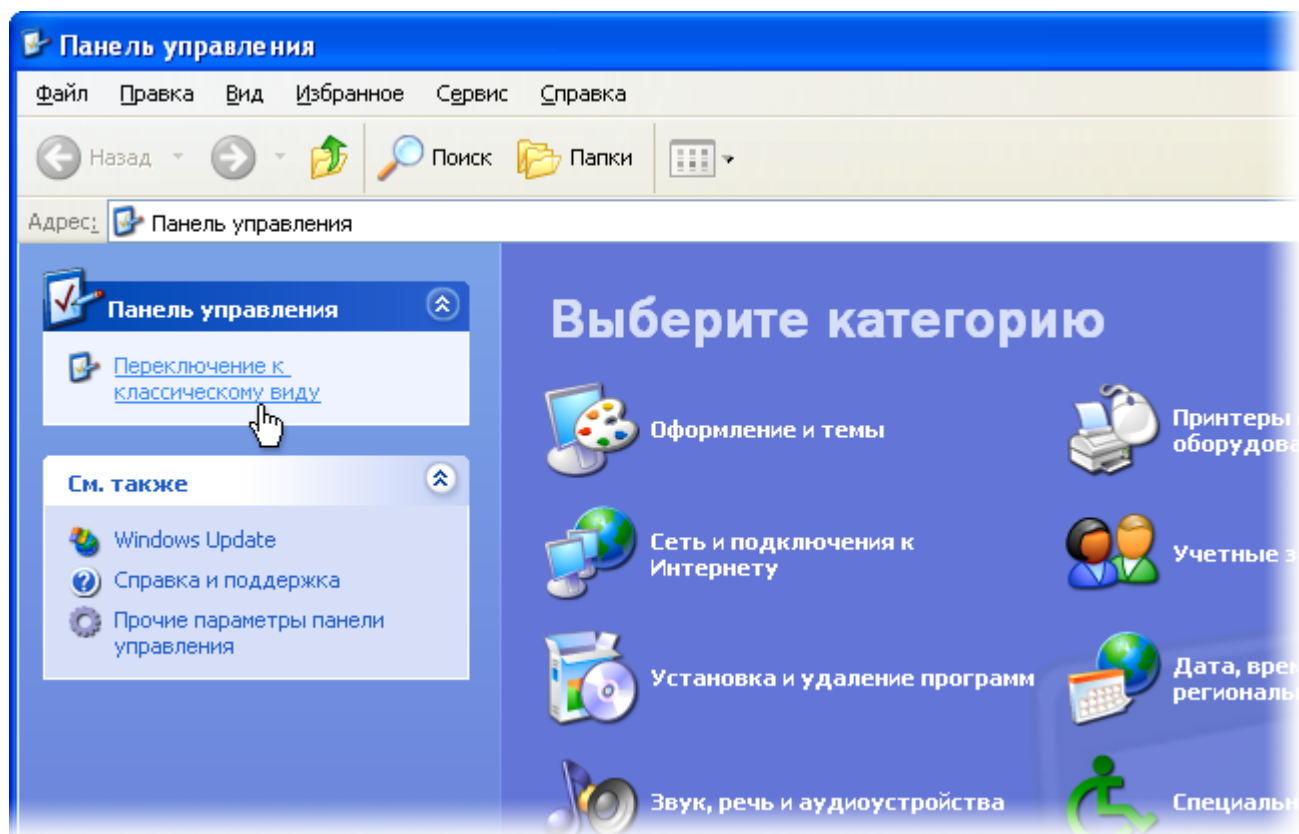 Панель управления
Файл Правка Вид Избранное Сервис Справка
Назад Поиск Папки
Адрес: Панель управления
Панель управления
Переключение к
классическому виду
См. также
Windows Update
Справка и поддержка
Прочие параметры панели
управления
Выберите категорию
Оформление и темы
Принтеры
Сеть и подключения к
Интернету
Учетные
Установка и удаление программ
Дата,
Звук, речь и аудиоустройства